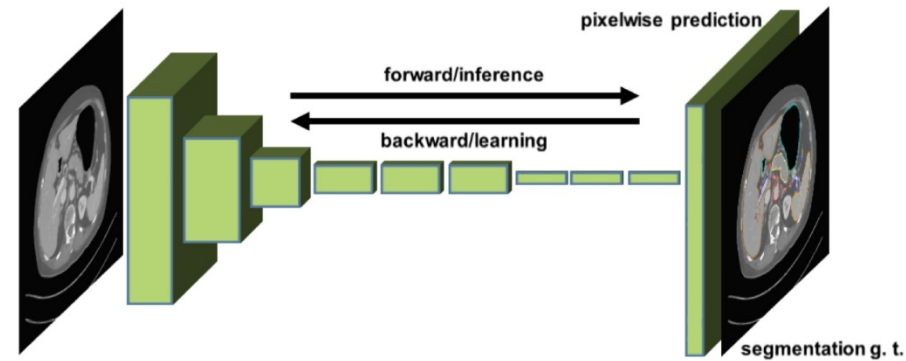 pixelwise prediction
forward/inference
backward/learning
segmentation g. t.